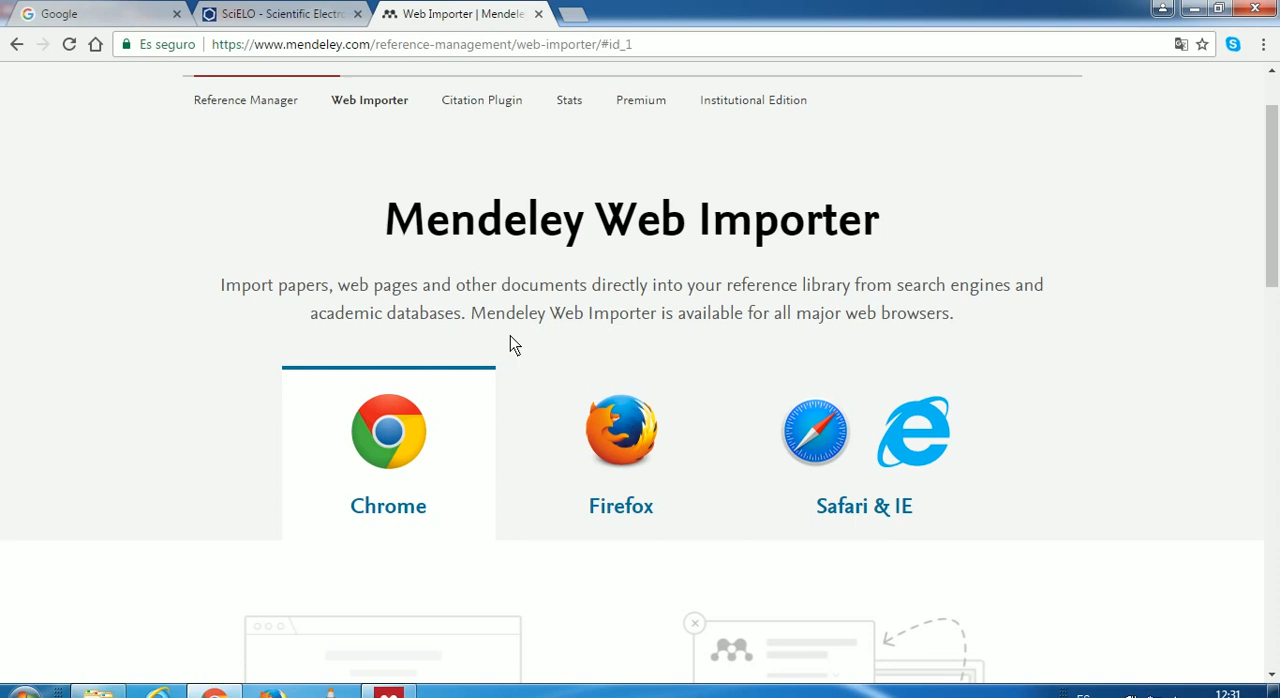 Google
SciELO - Scientific Electro
Web Importer | Mendele
Es seguro
https://www.mendeley.com/reference-management/web-importer/#id_1
Reference Manager
Web Importer
Citation Plugin
Stats
Premium
Institutional Edition
Mendeley Web Importer
Import papers, web pages and other documents directly into your reference library from search engines and
academic databases. Mendeley Web Importer is available for all major web browsers.
Chrome
Firefox
Safari & IE
ES
12:31